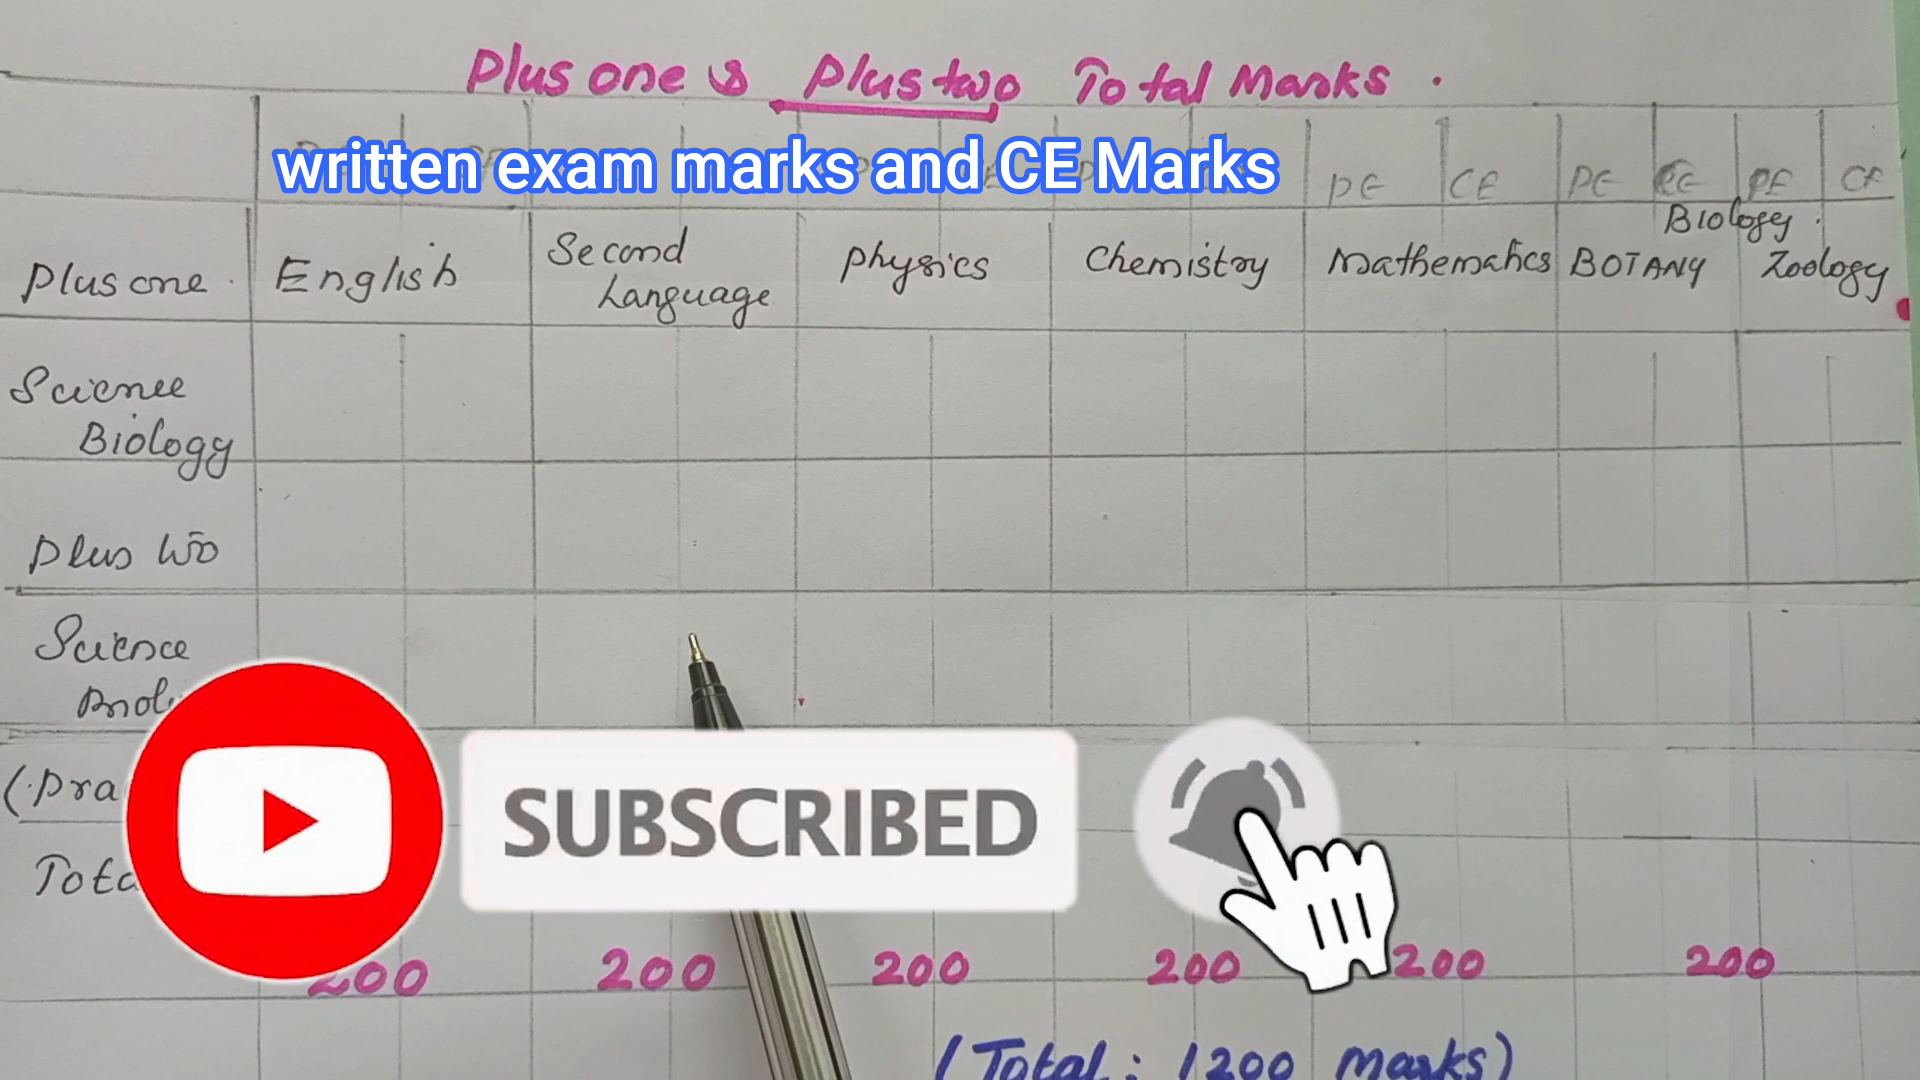 Plus one & Plus two Total Marks.
written exam marks and CE Marks
PE CE PE CE PE CE
Biology.
Plus one. English Second Language Physics Chemistry Mathematics BOTANY Zoology
Science
Biology
Plus two
Science
(Pra
Tota
SUBSCRIBED
200 200 200 200 200 200
(Total: 1200 marks)